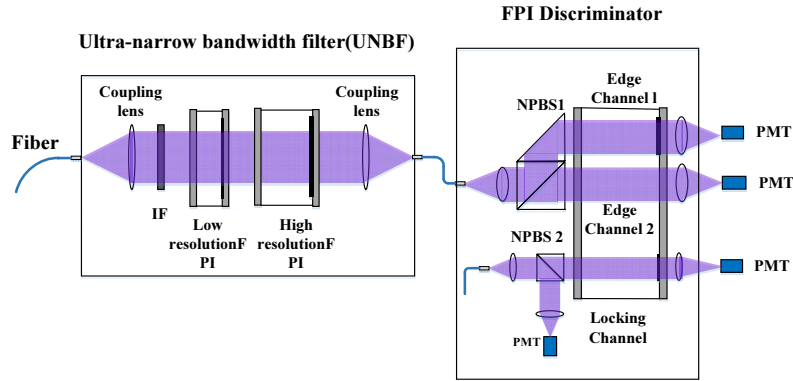 FPI Discriminator
Ultra-narrow bandwidth filter(UNBF)
Coupling
lens
Coupling
lens
Fiber
IF
Low
resolutionF
PI
High
resolutionF
PI
NPBS1
Edge
Channel 1
PMT
PMT
Edge
Channel 2
NPBS 2
PMT
Locking
Channel
PMT